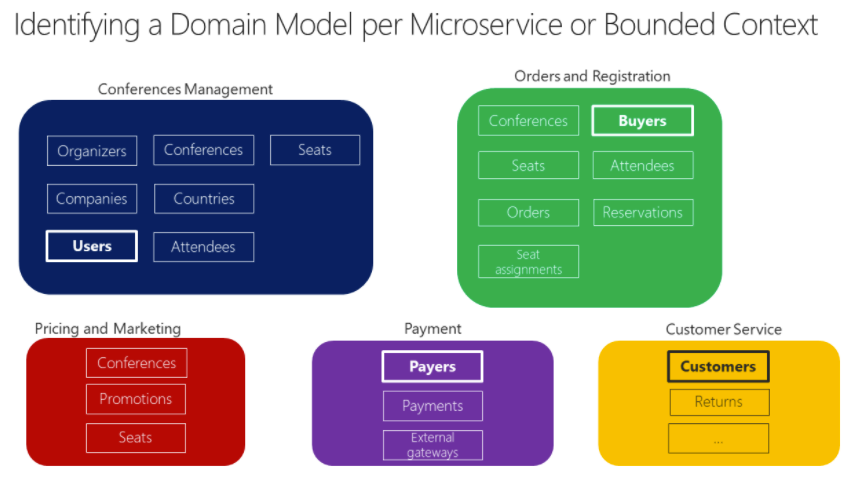 Identifying a Domain Model per Microservice or Bounded Context
Conferences Management
Organizers
Conferences
Seats
Companies
Countries
Users
Attendees
Orders and Registration
Conferences
Buyers
Seats
Attendees
Orders
Reservations
Seat
assignments
Pricing and Marketing
Conferences
Promotions
Seats
Payment
Payers
Payments
External
gateways
Customer Service
Customers
Returns
...